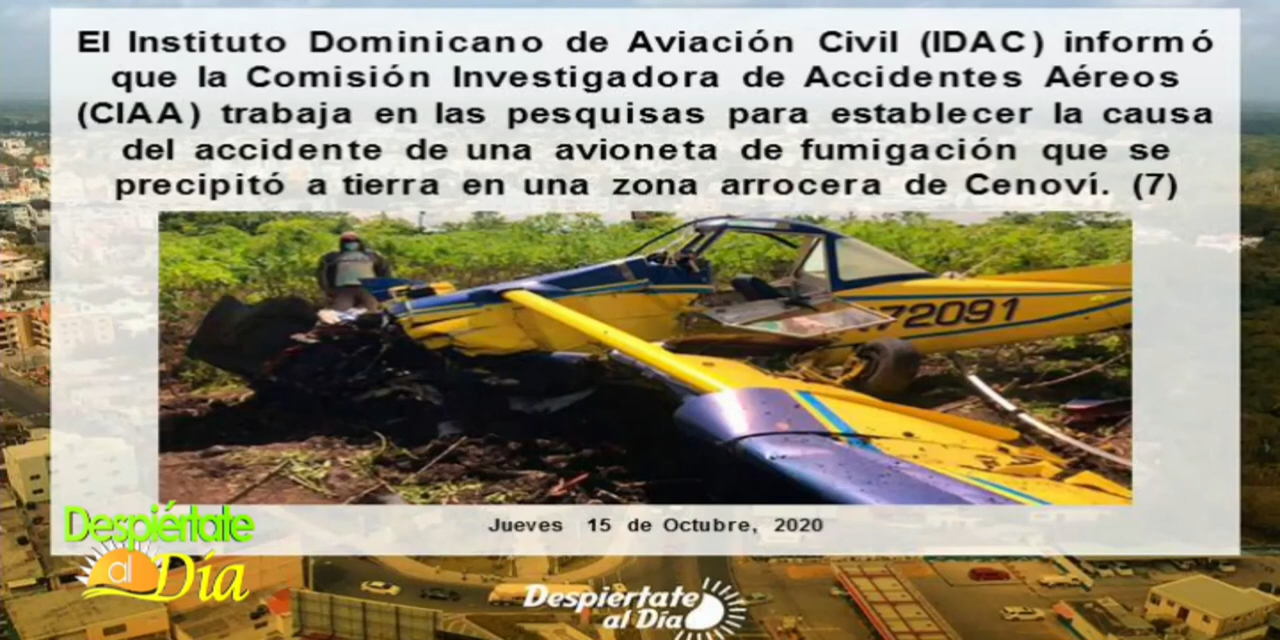 El Instituto Dominicano de Aviación Civil (IDAC) informó
que la Comisión Investigadora de Accidentes Aéreos
(CIAA) trabaja en las pesquisas para establecer la causa
del accidente de una avioneta de fumigación que se
precipitó a tierra en una zona arrocera de Cenoví. (7)
72091
Jueves 15 de Octubre, 2020
Despiértate
al Día
Despiértate
al Día